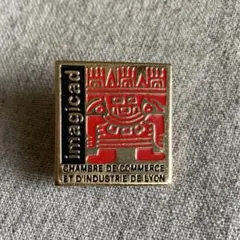 imagicad
CHAMBRE DE COMMERCE
ET D'INDUSTRIE DE LYON